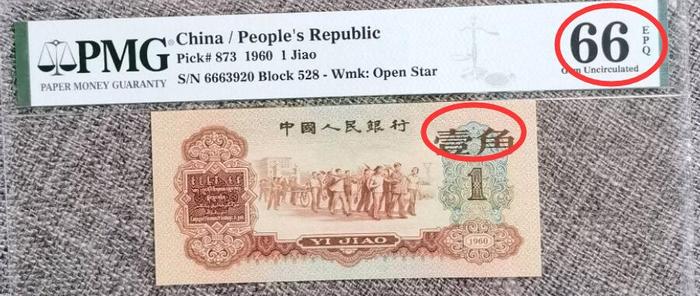 PMG
PAPER MONEY GUARANTY
China / People's Republic
Pick# 873 1960 1 Jiao
S/N 6663920 Block 528 - Wmk: Open Star
66 EPQ
Gem Uncirculated
中國人民銀行
壹角
1
YI JIAO
1960